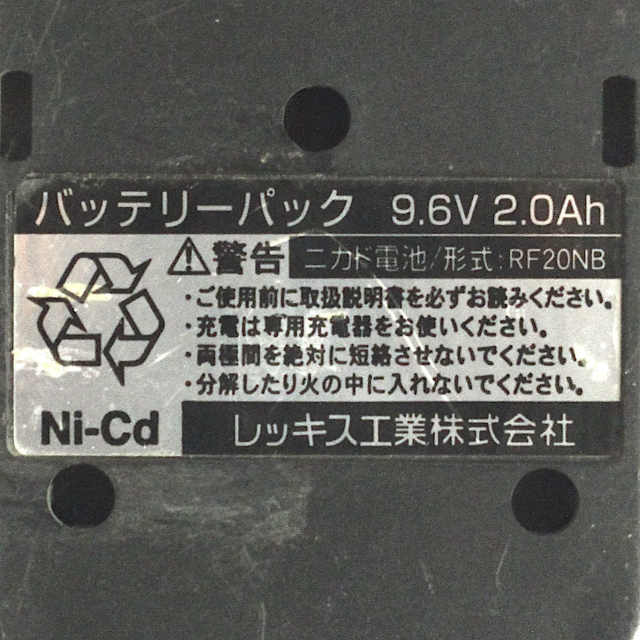 バッテリーパック 9.6V 2.0Ah
警告 ニカド電池/形式:RF20NB
・ご使用前に取扱説明書を必ずお読みください。
・充電は専用充電器をお使いください。
・両極間を絶対に短絡させないでください。
・分解したり火の中に入れないでください。
Ni-Cd レッキス工業株式会社